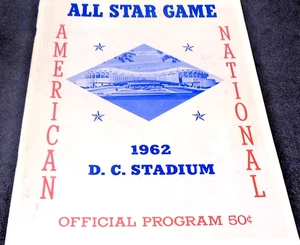 ALL STAR GAME
AMERICAN
NATIONAL
1962
D. C. STADIUM
OFFICIAL PROGRAM 50¢